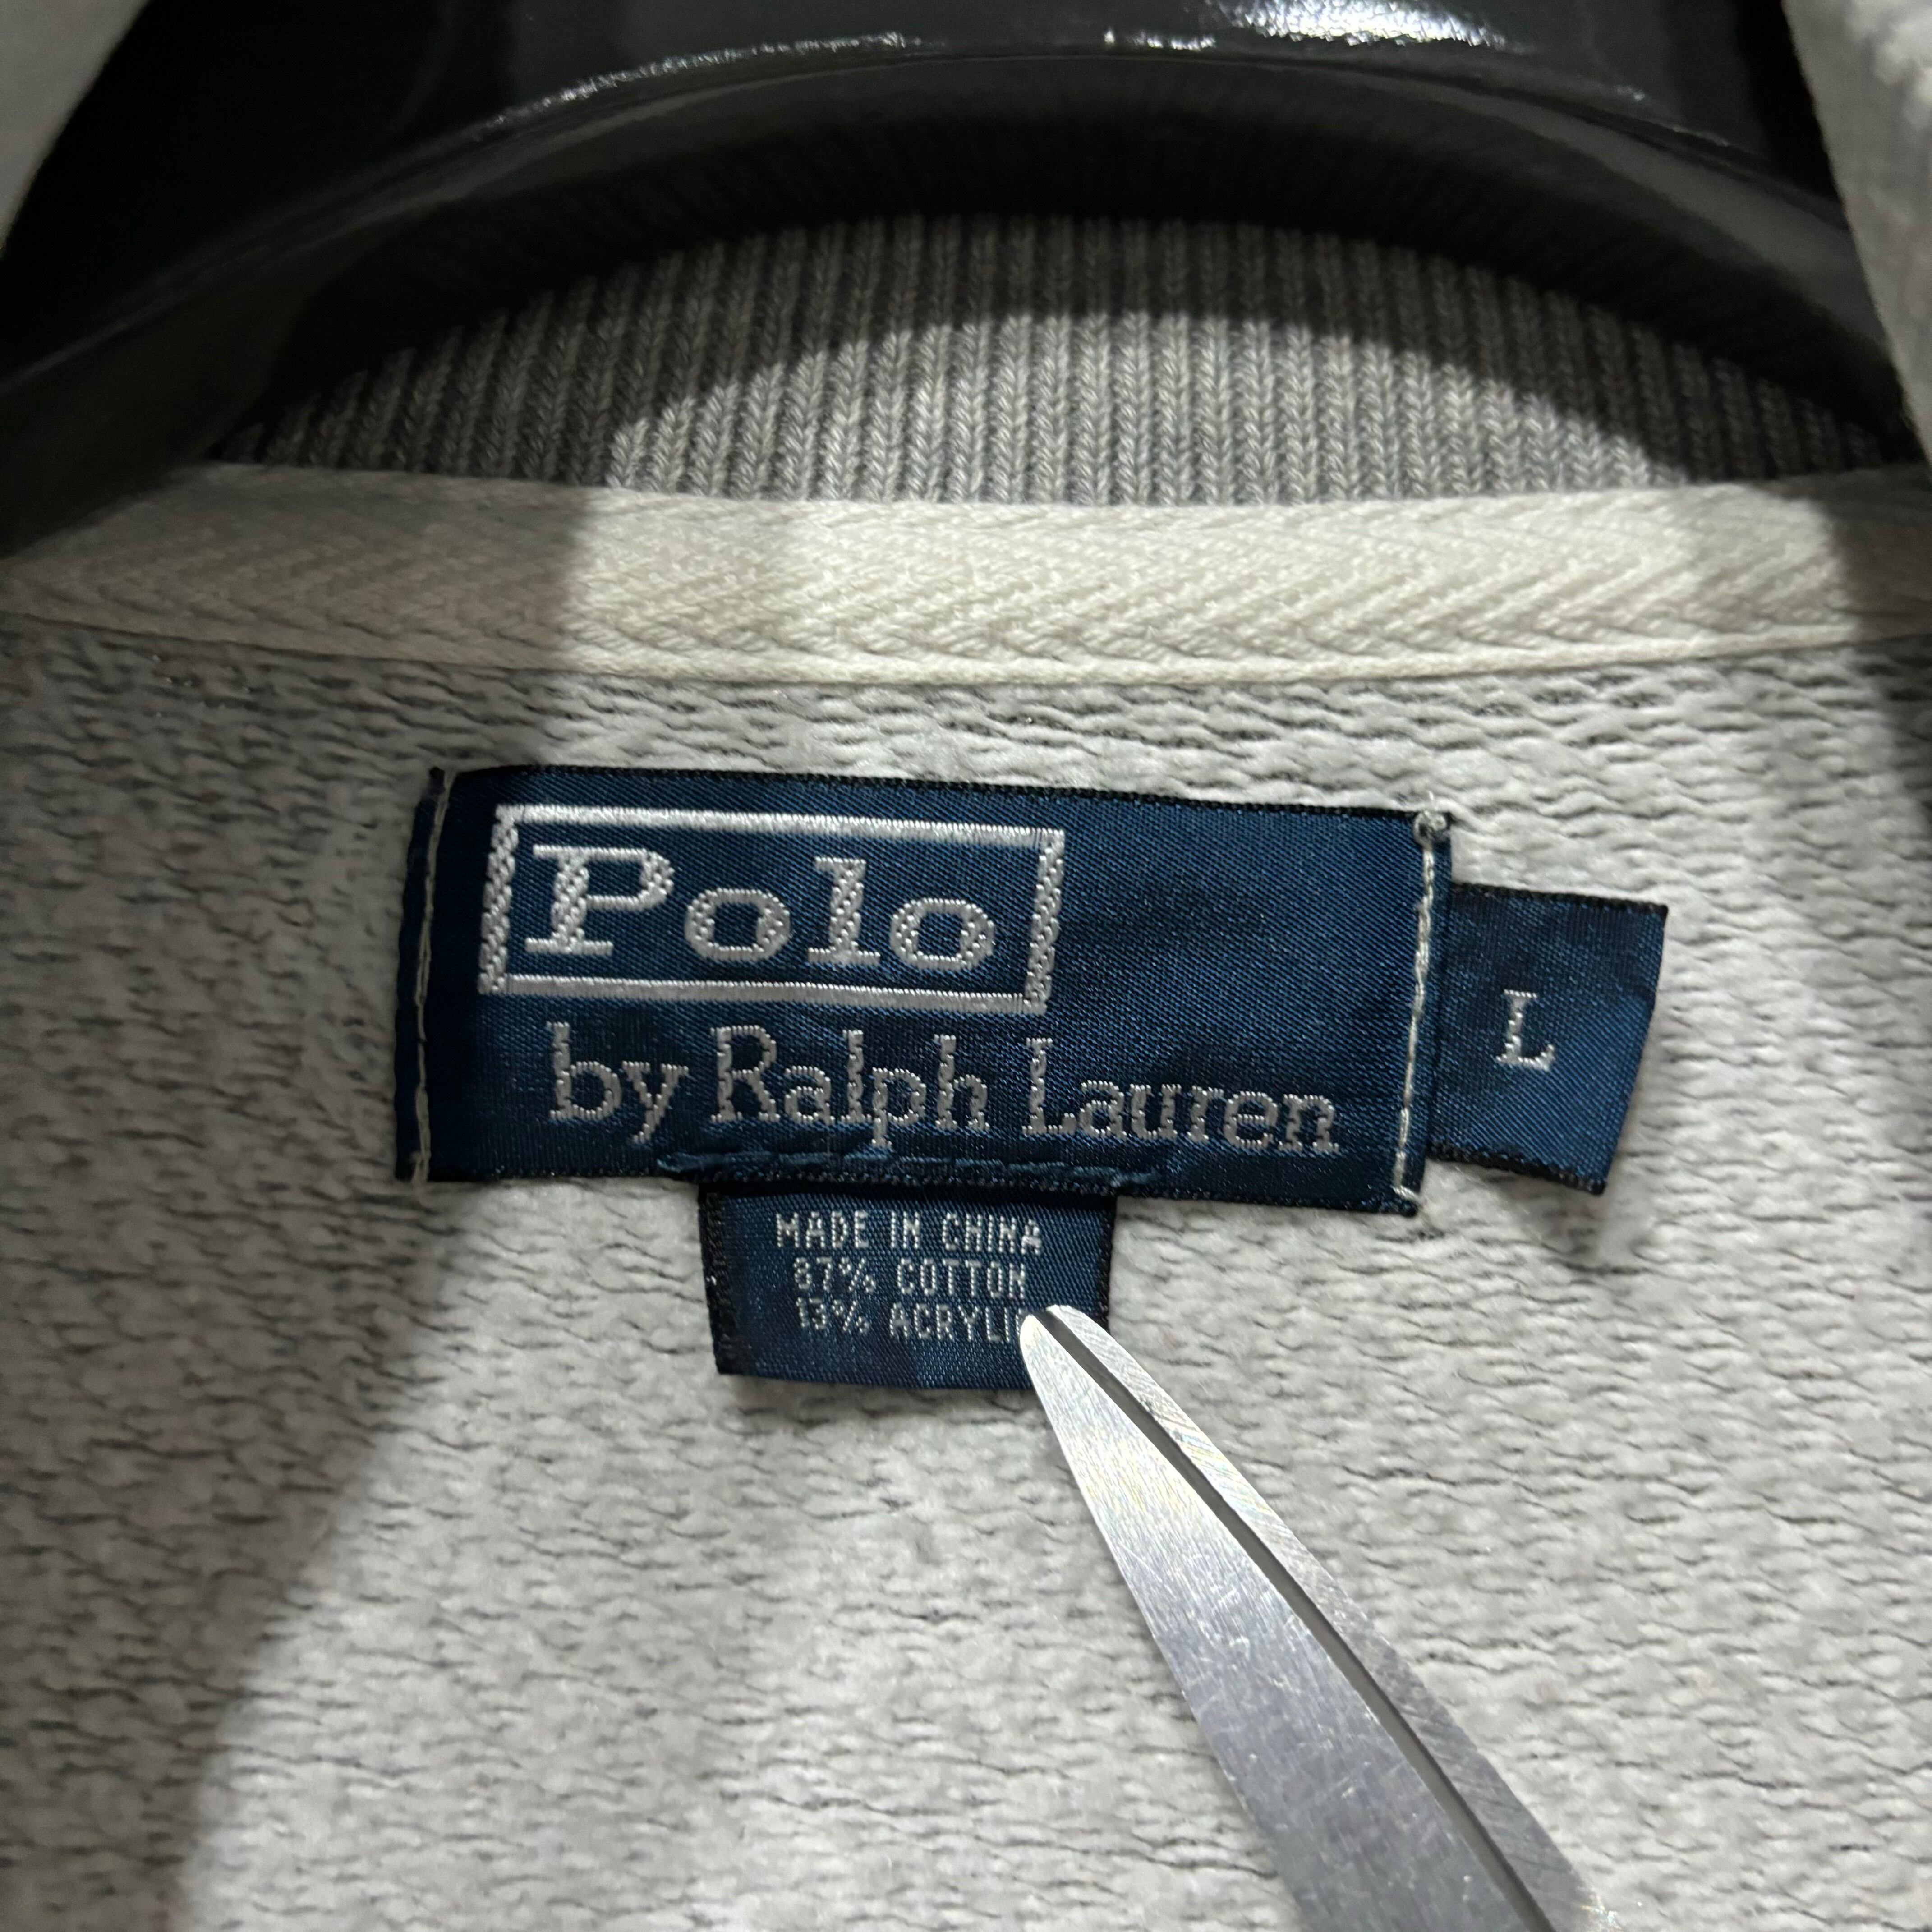 Polo
by Ralph Lauren
L
MADE IN CHINA
87% COTTON
13% ACRYLIC